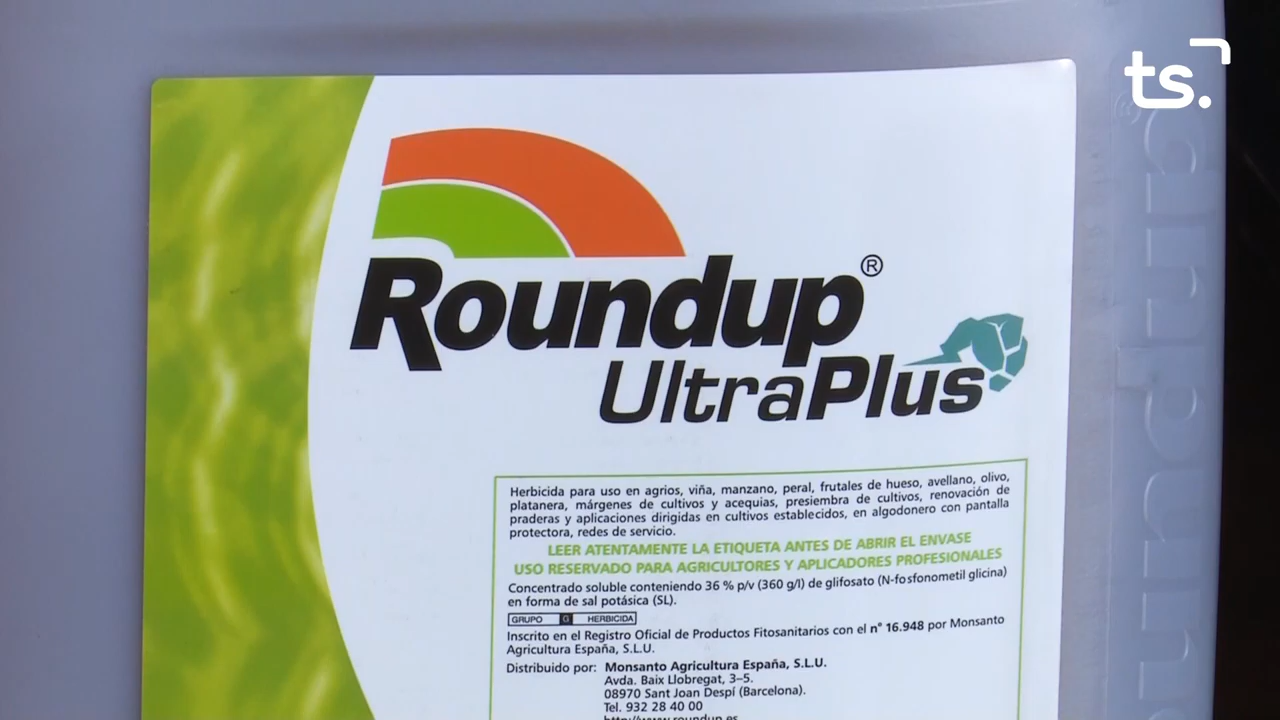 ts.
Roundup®
UltraPlus
Herbicida para uso en agrios, viña, manzano, peral, frutales de hueso, avellano, olivo,
platanera, márgenes de cultivos y acequias, presiembra de cultivos, renovación de
praderas y aplicaciones dirigidas en cultivos establecidos, en algodonero con pantalla
protectora, redes de servicio.
LEER ATENTAMENTE LA ETIQUETA ANTES DE ABRIR EL ENVASE
USO RESERVADO PARA AGRICULTORES Y APLICADORES PROFESIONALES
Concentrado soluble conteniendo 36 % p/v (360 g/l) de glifosato (N-fosfonometil glicina)
en forma de sal potásica (SL).
GRUPO G HERBICIDA
Inscrito en el Registro Oficial de Productos Fitosanitarios con el nº 16.948 por Monsanto
Agricultura España, S.L.U.
Distribuido por: Monsanto Agricultura España, S.L.U.
Avda. Baix Llobregat, 3–5.
08970 Sant Joan Despí (Barcelona).
Tel. 932 28 40 00
http://www.roundup.es